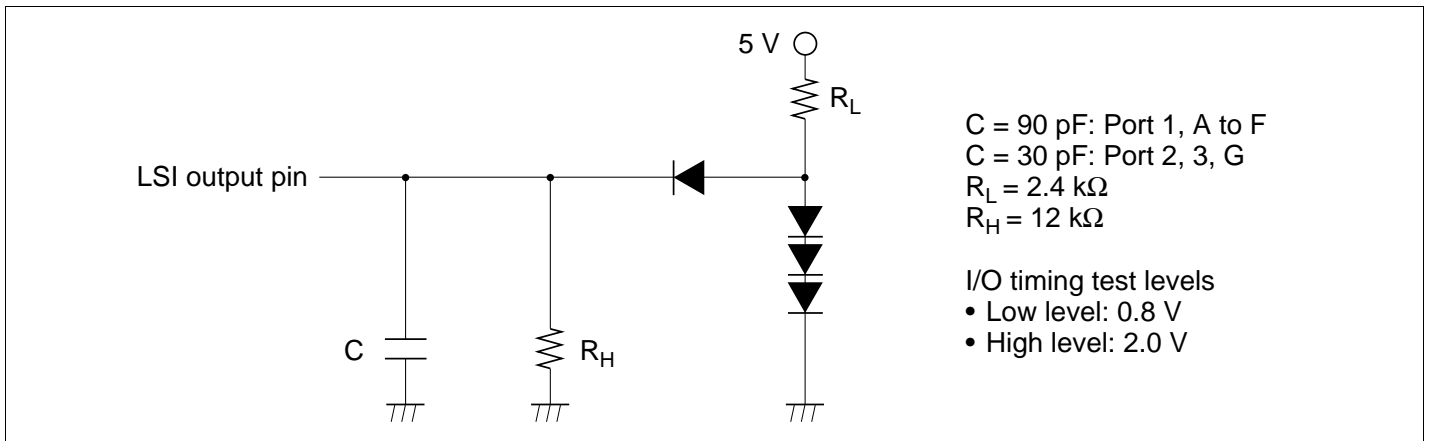 5 V
R_L
LSI output pin
C
R_H
C = 90 pF: Port 1, A to F
C = 30 pF: Port 2, 3, G
R_L = 2.4 kΩ
R_H = 12 kΩ
I/O timing test levels
• Low level: 0.8 V
• High level: 2.0 V